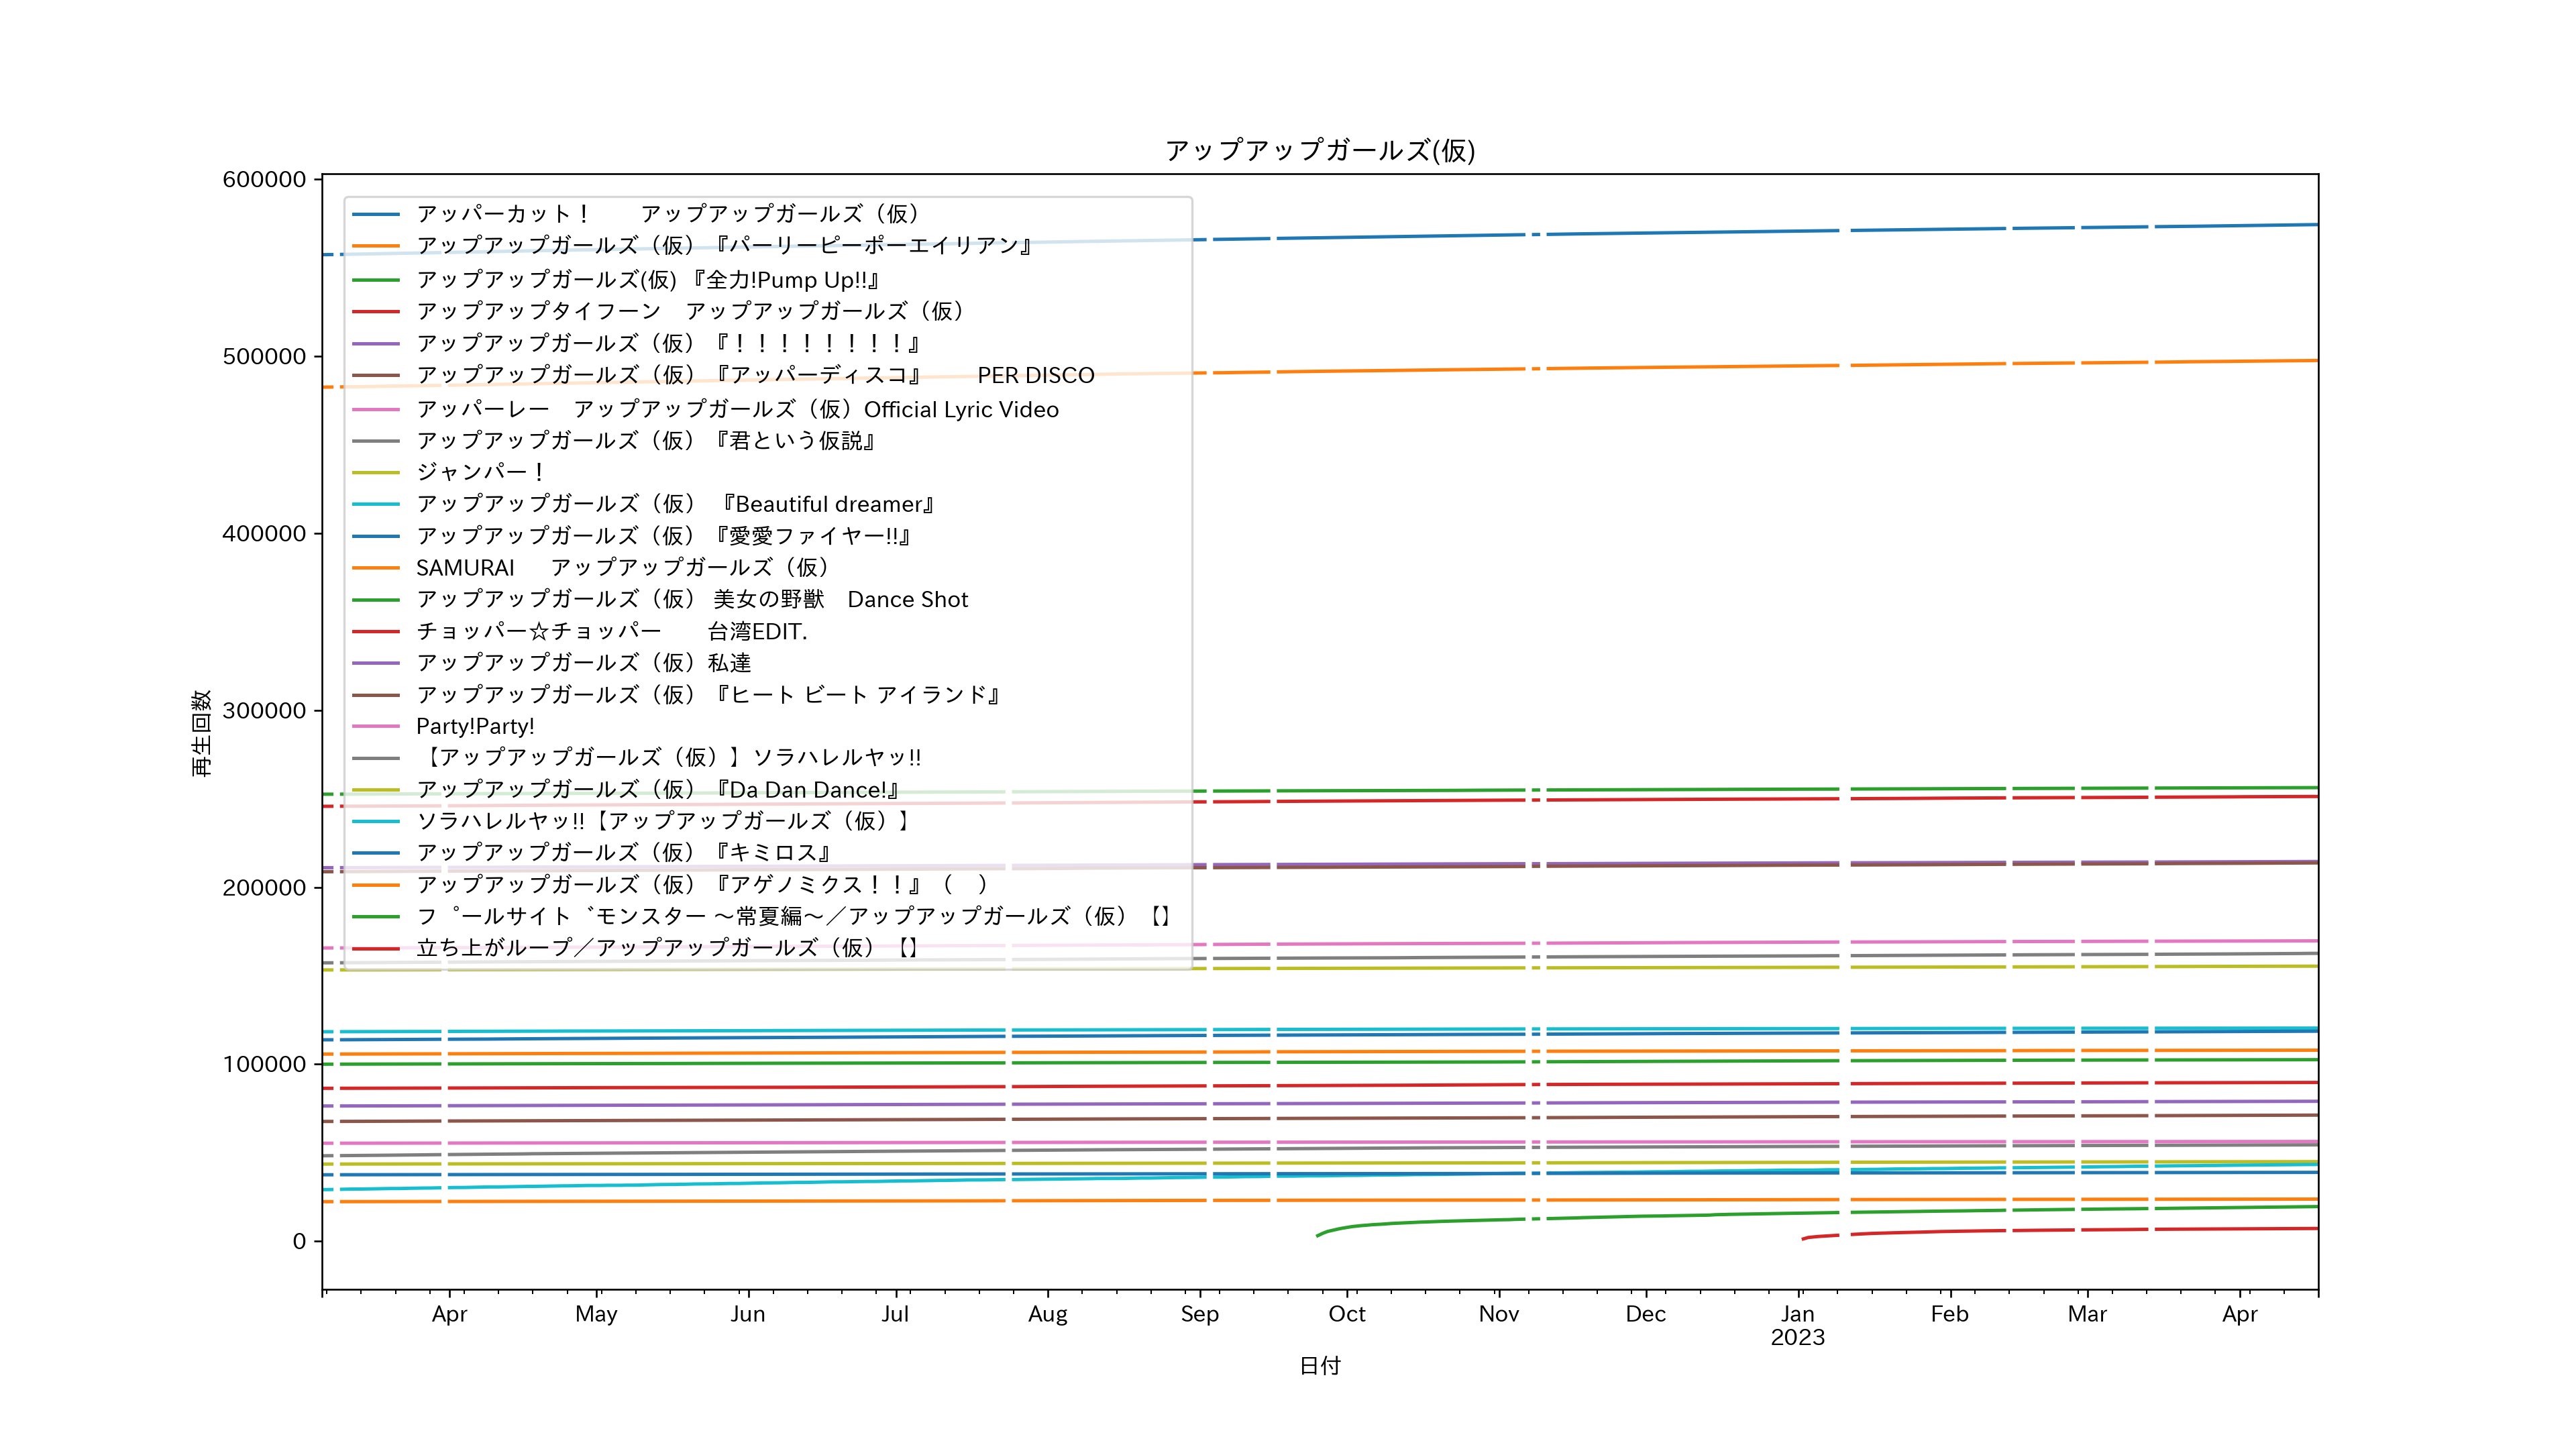 アップアップガールズ(仮)
600000
500000
400000
300000
200000
100000
0
再生回数
アッパーカット！　　アップアップガールズ（仮）
アップアップガールズ（仮）『パーリーピーポーエイリアン』
アップアップガールズ(仮) 『全力!Pump Up!!』
アップアップタイフーン　アップアップガールズ（仮）
アップアップガールズ（仮）『！！！！！！！！』
アップアップガールズ（仮）『アッパーディスコ』　　PER DISCO
アッパーレー　アップアップガールズ（仮）Official Lyric Video
アップアップガールズ（仮）『君という仮説』
ジャンパー！
アップアップガールズ（仮） 『Beautiful dreamer』
アップアップガールズ（仮）『愛愛ファイヤー!!』
SAMURAI　 アップアップガールズ（仮）
アップアップガールズ（仮） 美女の野獣　Dance Shot
チョッパー☆チョッパー　　台湾EDIT.
アップアップガールズ（仮）私達
アップアップガールズ（仮）『ヒート ビート アイランド』
Party!Party!
【アップアップガールズ（仮）】ソラハレルヤッ!!
アップアップガールズ（仮）『Da Dan Dance!』
ソラハレルヤッ!!【アップアップガールズ（仮）】
アップアップガールズ（仮）『キミロス』
アップアップガールズ（仮）『アゲノミクス！！』（　）
フ゜ールサイト゛モンスター 〜常夏編〜／アップアップガールズ（仮）【】
立ち上がループ／アップアップガールズ（仮）【】
Apr May Jun Jul Aug Sep Oct Nov Dec Jan Feb Mar Apr
2023
日付